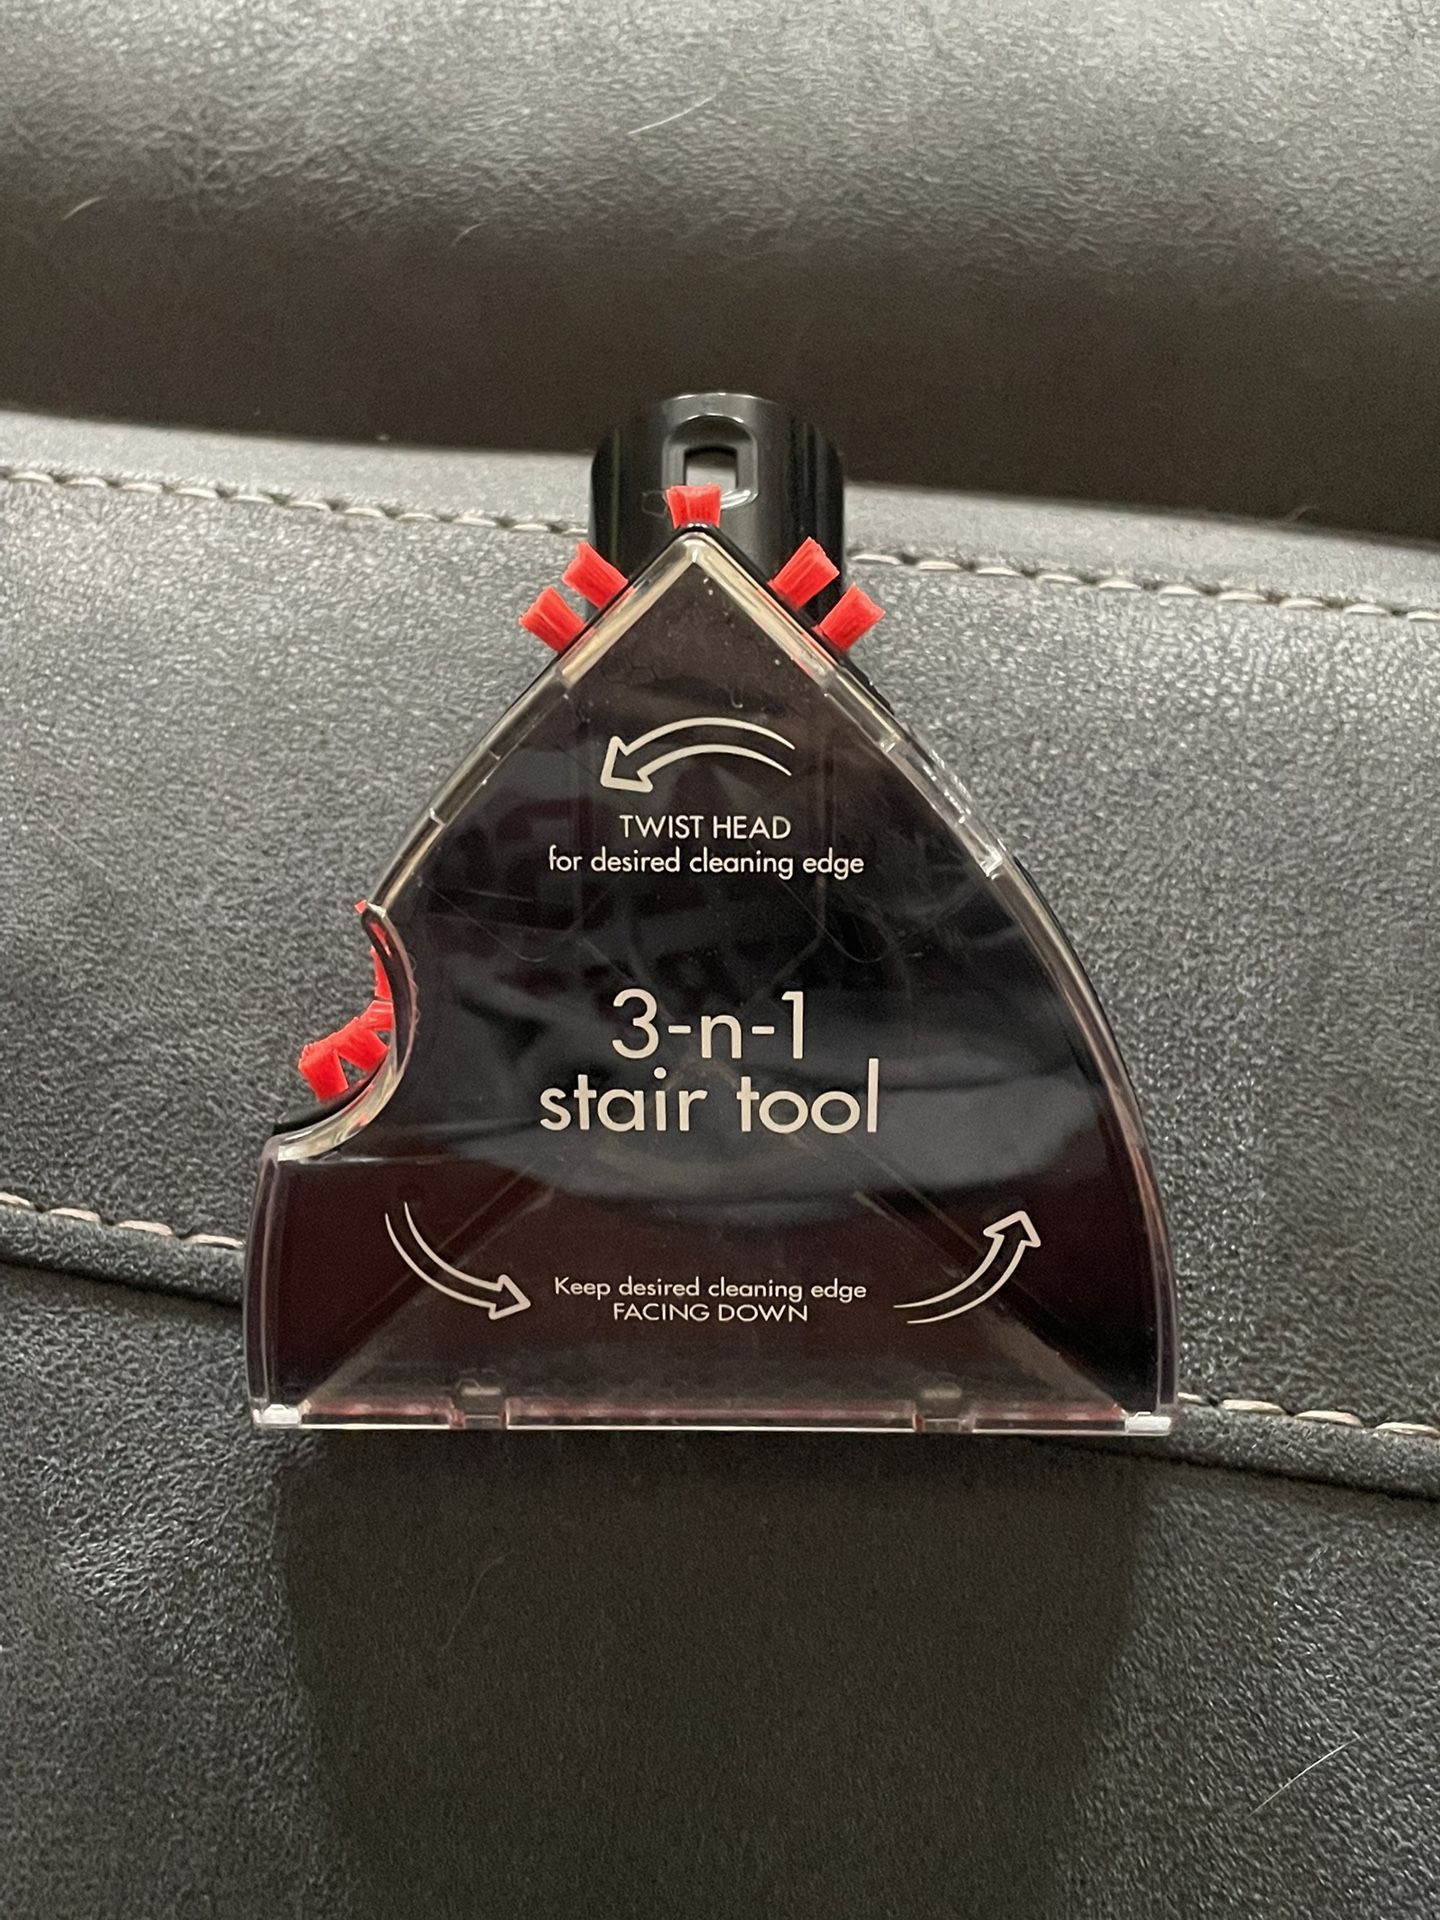 TWIST HEAD
for desired cleaning edge
3-n-1
stair tool
Keep desired cleaning edge
FACING DOWN